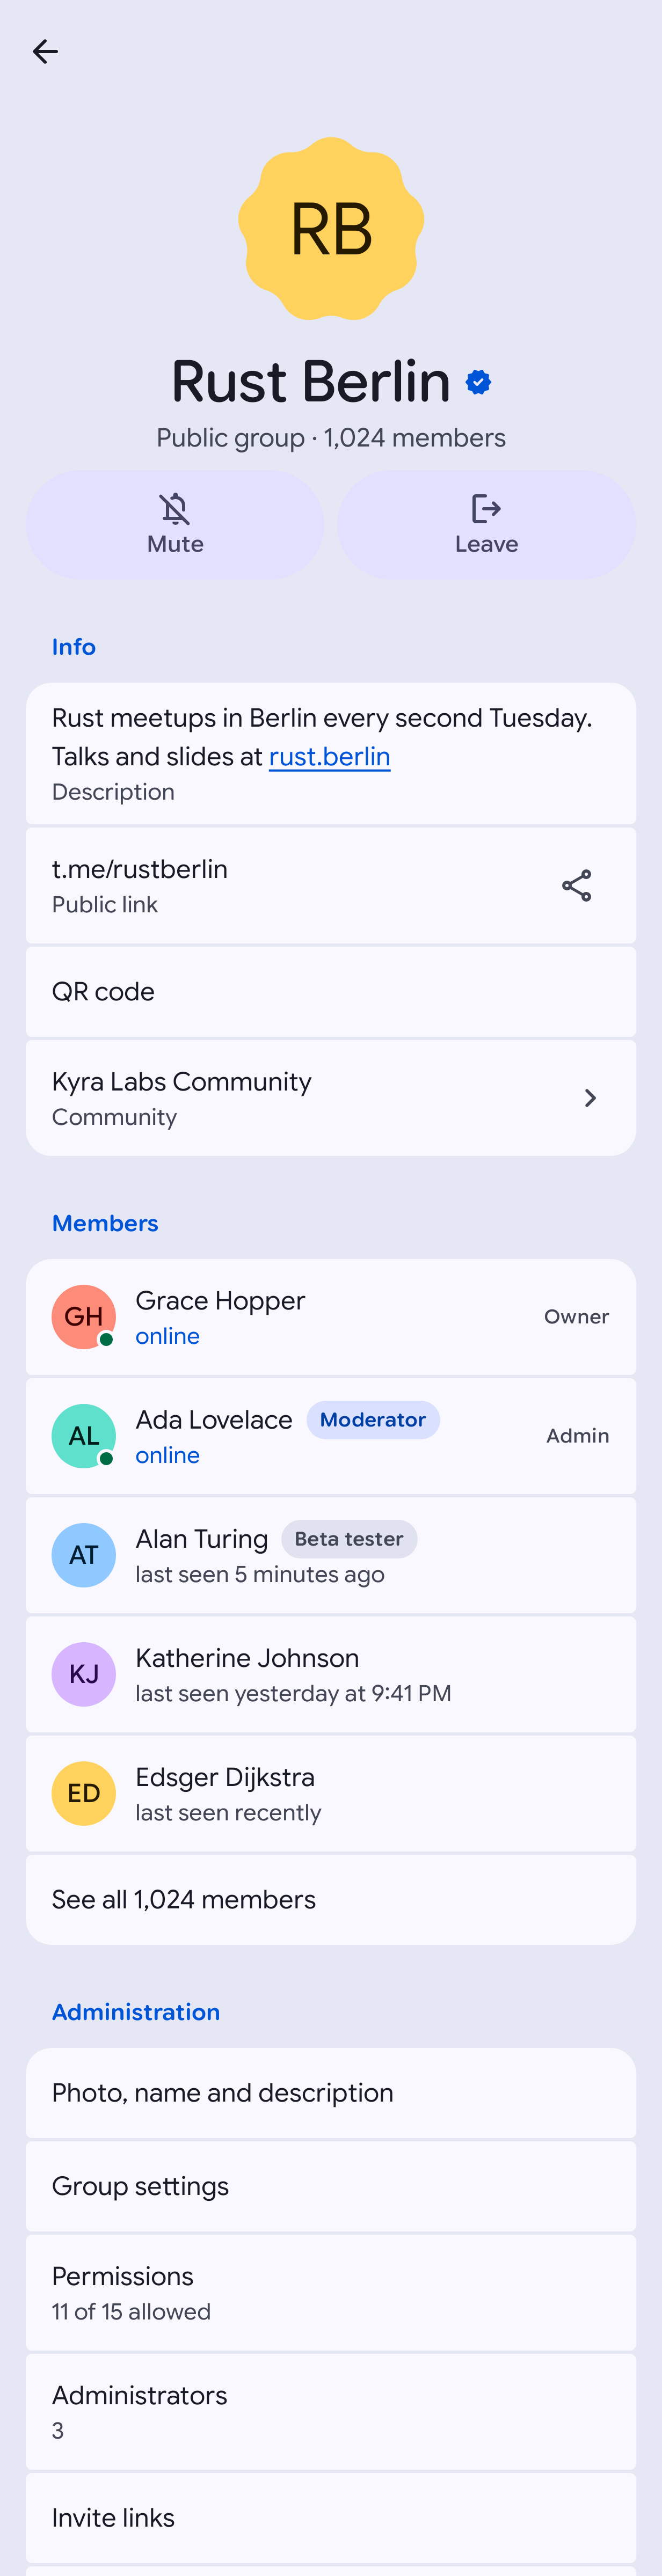 RB
Rust Berlin
Public group · 1,024 members
Mute
Leave
Info
Rust meetups in Berlin every second Tuesday.
Talks and slides at rust.berlin
Description
t.me/rustberlin
Public link
QR code
Kyra Labs Community
Community
Members
GH
Grace Hopper
online
Owner
AL
Ada Lovelace
Moderator
online
Admin
AT
Alan Turing
Beta tester
last seen 5 minutes ago
KJ
Katherine Johnson
last seen yesterday at 9:41 PM
ED
Edsger Dijkstra
last seen recently
See all 1,024 members
Administration
Photo, name and description
Group settings
Permissions
11 of 15 allowed
Administrators
3
Invite links